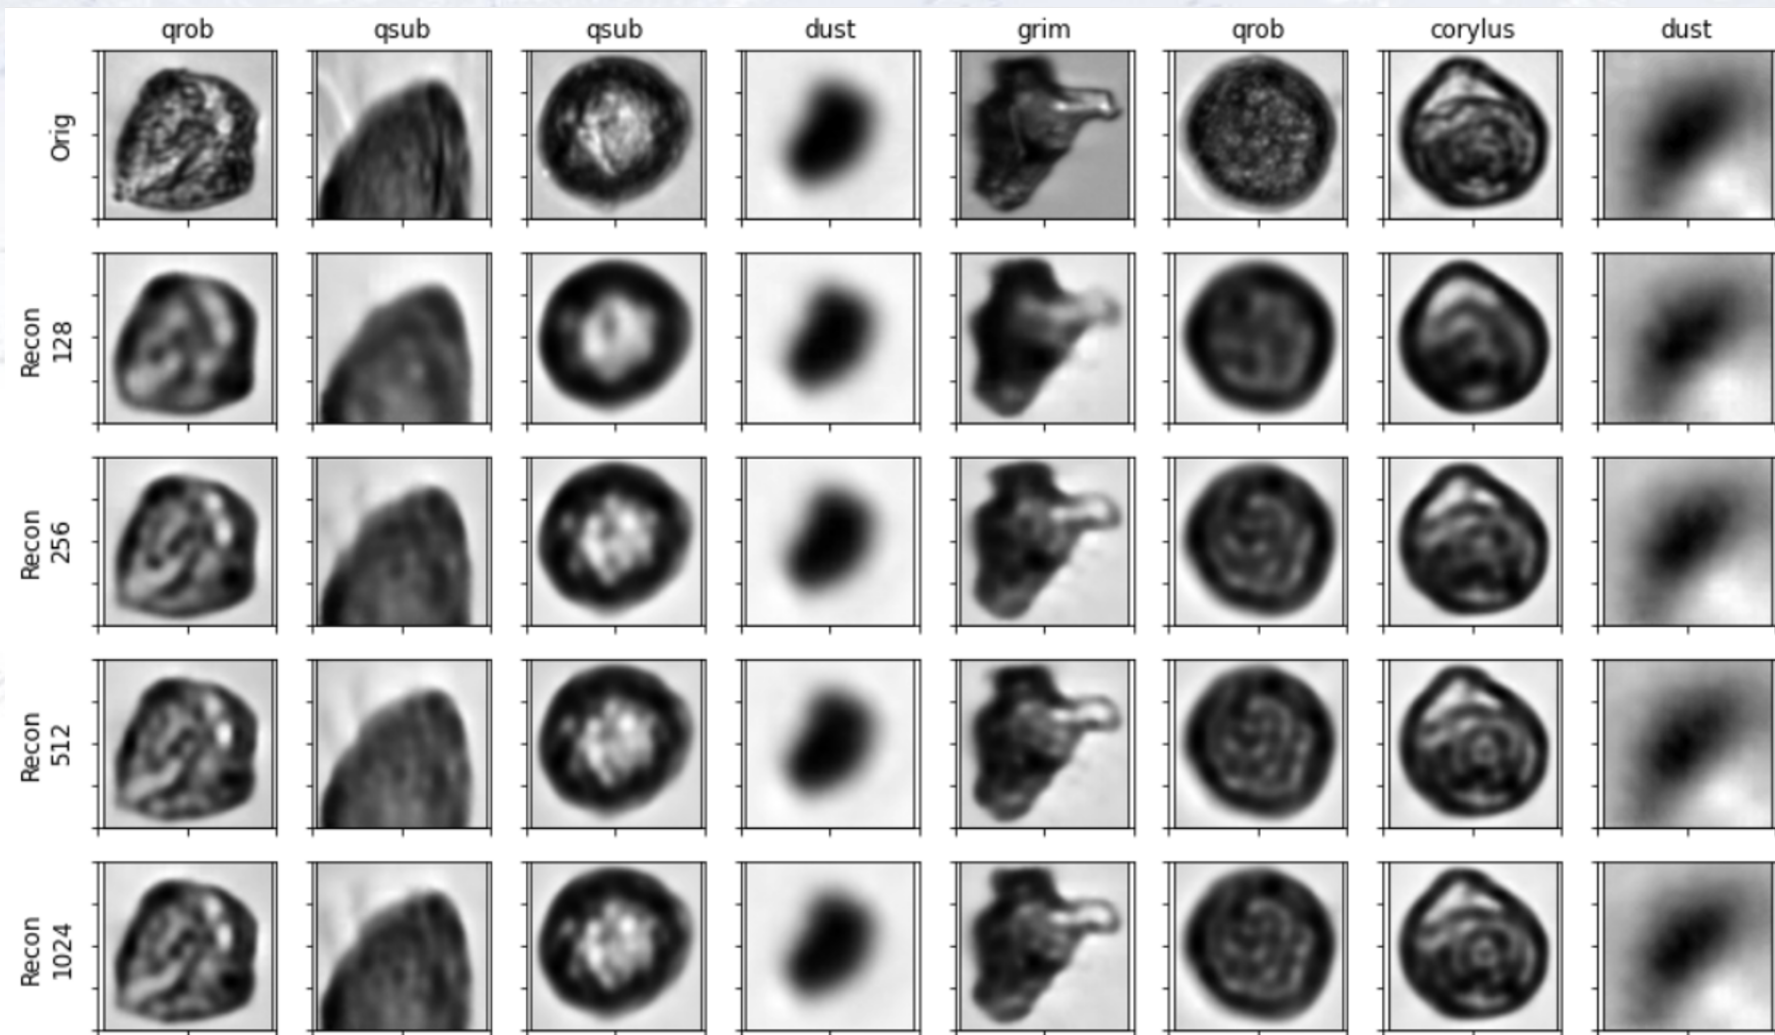 qrob qsub qsub dust grim qrob corylus dust
Orig
Recon
128
Recon
256
Recon
512
Recon
1024